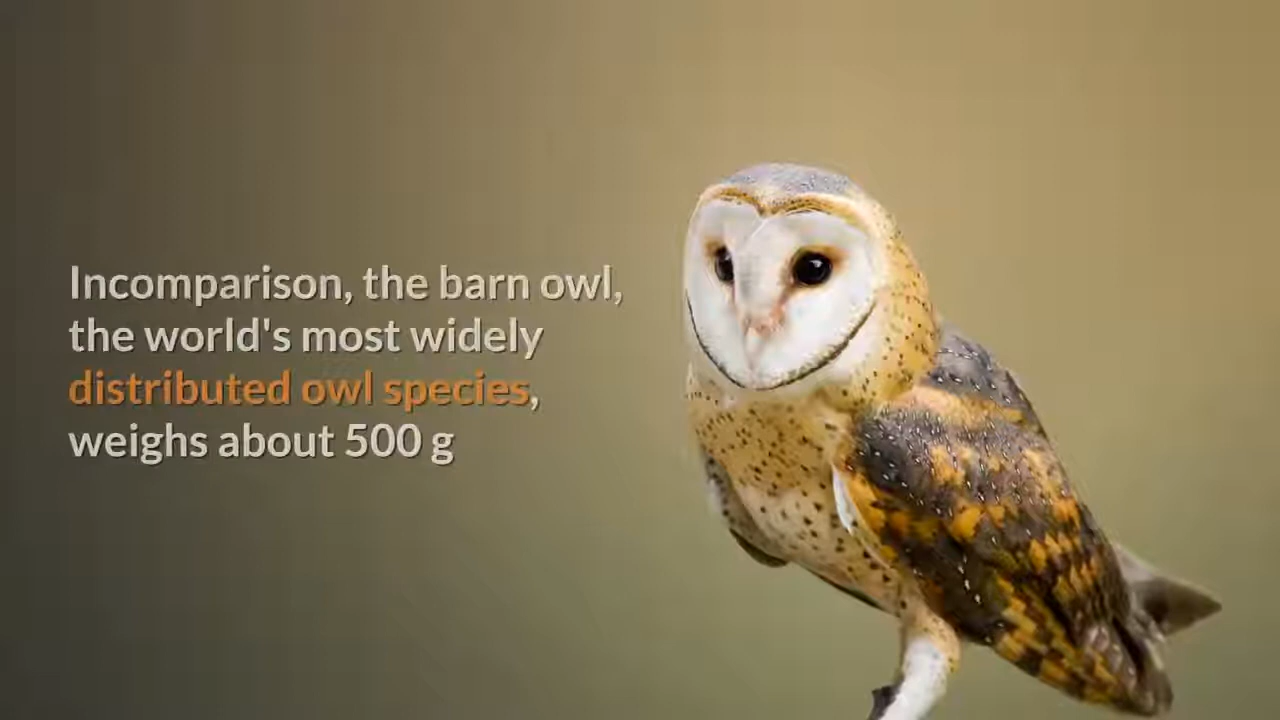 Incomparison, the barn owl,
the world's most widely
distributed owl species,
weighs about 500 g